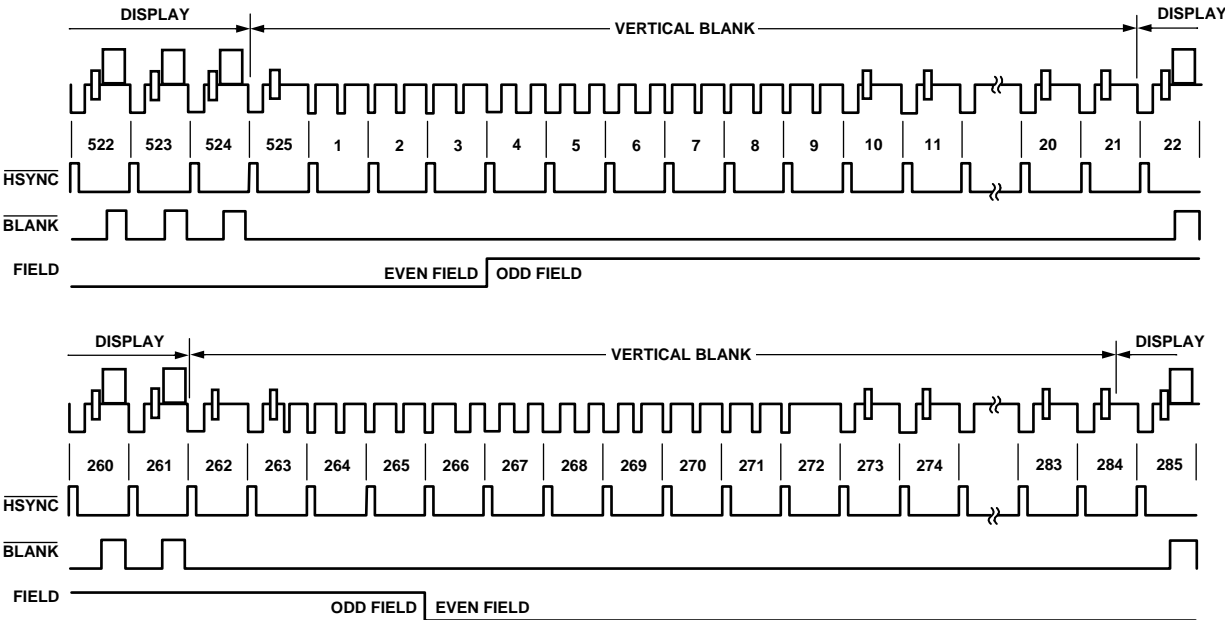 DISPLAY VERTICAL BLANK DISPLAY
522 523 524 525 1 2 3 4 5 6 7 8 9 10 11 20 21 22
HSYNC
BLANK
FIELD EVEN FIELD ODD FIELD
DISPLAY VERTICAL BLANK DISPLAY
260 261 262 263 264 265 266 267 268 269 270 271 272 273 274 283 284 285
HSYNC
BLANK
FIELD ODD FIELD EVEN FIELD